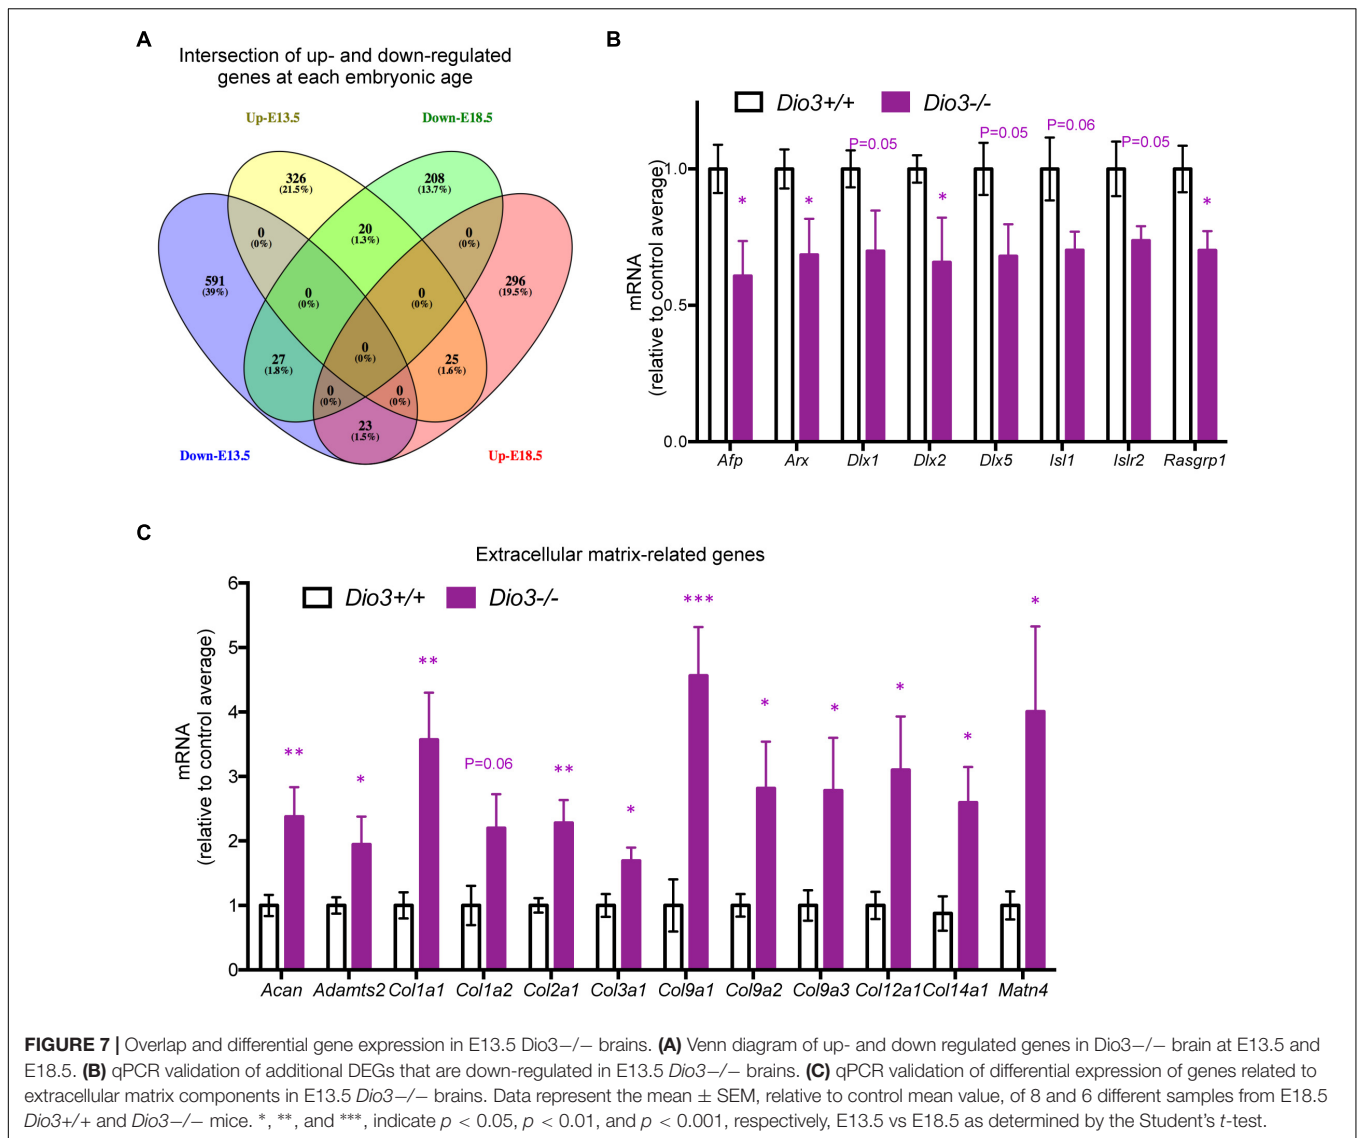 A
Intersection of up- and down-regulated
genes at each embryonic age
Up-E13.5
Down-E18.5
326
(21.5%)
208
(13.7%)
0
(0%)
20
(1.3%)
0
(0%)
591
(39%)
0
(0%)
0
(0%)
296
(19.5%)
27
(1.8%)
0
(0%)
25
(1.6%)
0
(0%)
0
(0%)
23
(1.5%)
Down-E13.5
Up-E18.5
B
Dio3+/+
Dio3-/-
mRNA
(relative to control average)
1.0
0.5
0.0
*
*
P=0.05
*
P=0.05
P=0.06
P=0.05
*
Afp Arx Dlx1 Dlx2 Dlx5 Isl1 Islr2 Rasgrp1
C
Extracellular matrix-related genes
Dio3+/+
Dio3-/-
mRNA
(relative to control average)
6
5
4
3
2
1
0
**
*
**
P=0.06
**
*
***
*
*
*
*
*
Acan Adamts2 Col1a1 Col1a2 Col2a1 Col3a1 Col9a1 Col9a2 Col9a3 Col12a1 Col14a1 Matn4
FIGURE 7 | Overlap and differential gene expression in E13.5 Dio3−/− brains. (A) Venn diagram of up- and down regulated genes in Dio3−/− brain at E13.5 and
E18.5. (B) qPCR validation of additional DEGs that are down-regulated in E13.5 Dio3−/− brains. (C) qPCR validation of differential expression of genes related to
extracellular matrix components in E13.5 Dio3−/− brains. Data represent the mean ± SEM, relative to control mean value, of 8 and 6 different samples from E18.5
Dio3+/+ and Dio3−/− mice. *, **, and ***, indicate p < 0.05, p < 0.01, and p < 0.001, respectively, E13.5 vs E18.5 as determined by the Student's t-test.